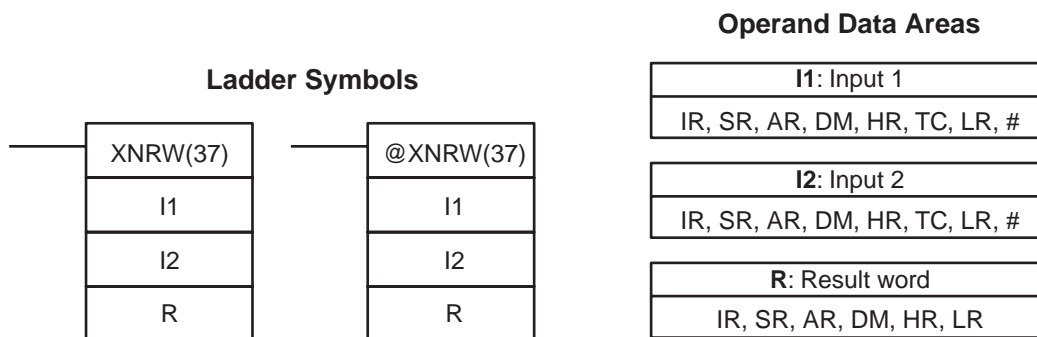 Ladder Symbols
XNRW(37)
I1
I2
R
@XNRW(37)
I1
I2
R
Operand Data Areas
I1: Input 1
IR, SR, AR, DM, HR, TC, LR, #
I2: Input 2
IR, SR, AR, DM, HR, TC, LR, #
R: Result word
IR, SR, AR, DM, HR, LR